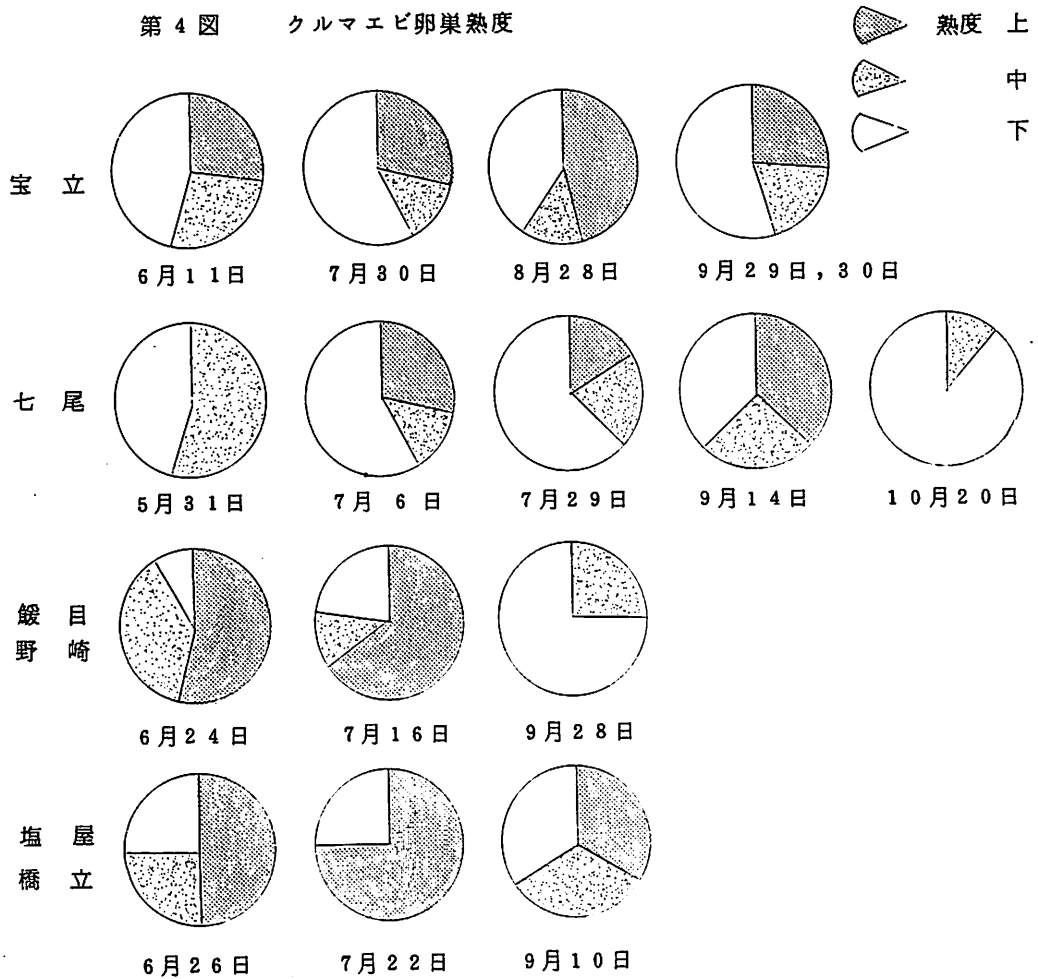 第4図 クルマエビ卵巣熟度
熟度 上
中
下
宝立
6月11日 7月30日 8月28日 9月29日,30日
七尾
5月31日 7月6日 7月29日 9月14日 10月20日
鰀目
野崎
6月24日 7月16日 9月28日
塩屋
橋立
6月26日 7月22日 9月10日